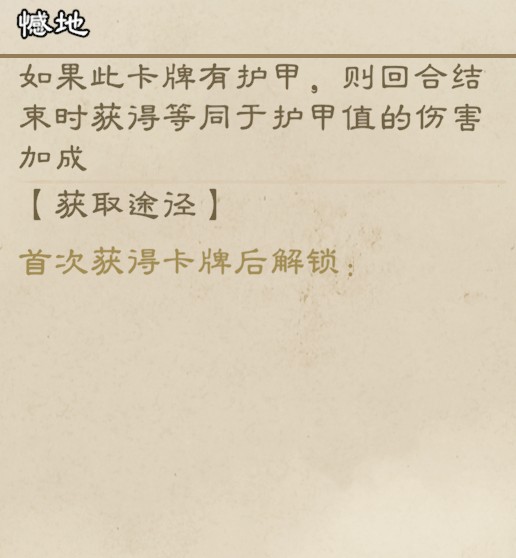 憾地
如果此卡牌有护甲，则回合结
束时获得等同于护甲值的伤害
加成
【获取途径】
首次获得卡牌后解锁：